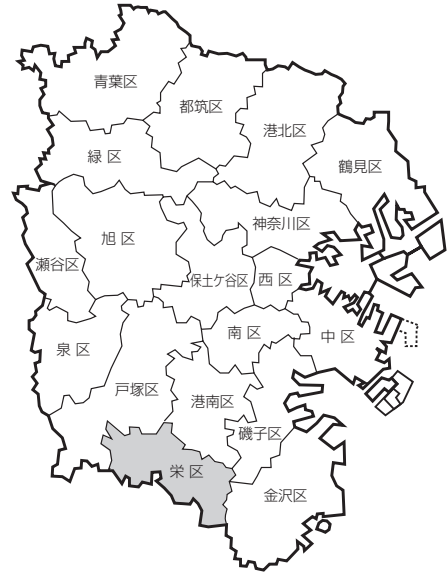 青葉区
都筑区
港北区
緑区
鶴見区
神奈川区
旭区
瀬谷区
保土ケ谷区
西区
南区
中区
泉区
戸塚区
港南区
磯子区
栄区
金沢区